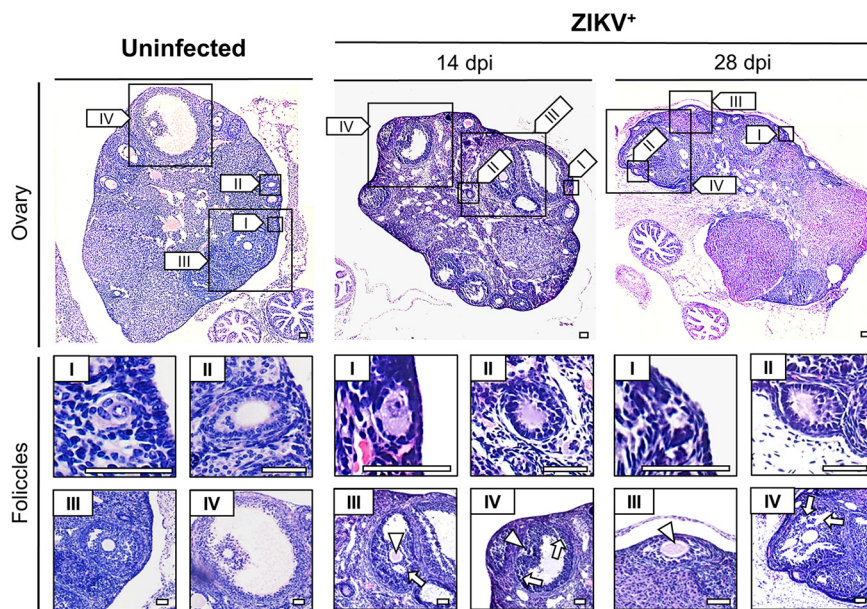 Uninfected
ZIKV+
14 dpi
28 dpi
Ovary
IV
II
I
III
IV
III
II
I
III
I
II
IV
Foliccles
I
II
I
II
I
II
III
IV
III
IV
III
IV